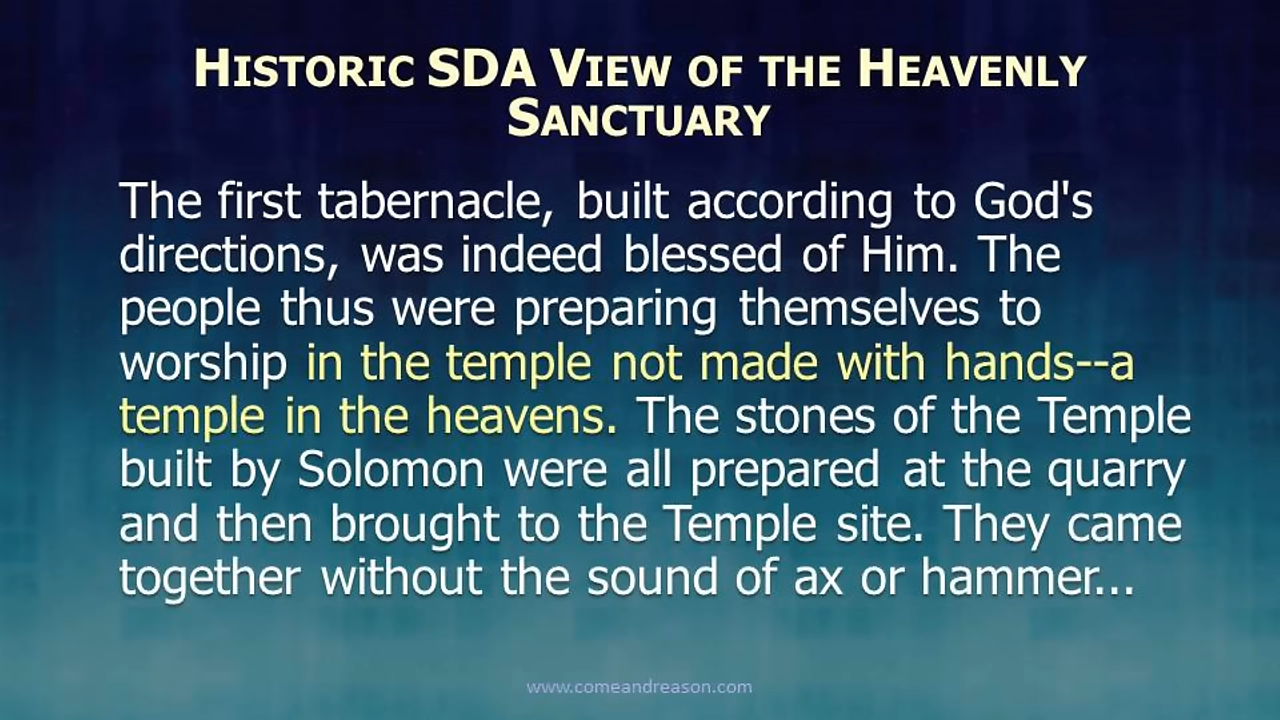 HISTORIC SDA VIEW OF THE HEAVENLY
SANCTUARY
The first tabernacle, built according to God's
directions, was indeed blessed of Him. The
people thus were preparing themselves to
worship in the temple not made with hands--a
temple in the heavens. The stones of the Temple
built by Solomon were all prepared at the quarry
and then brought to the Temple site. They came
together without the sound of ax or hammer...
www.comeandreason.com